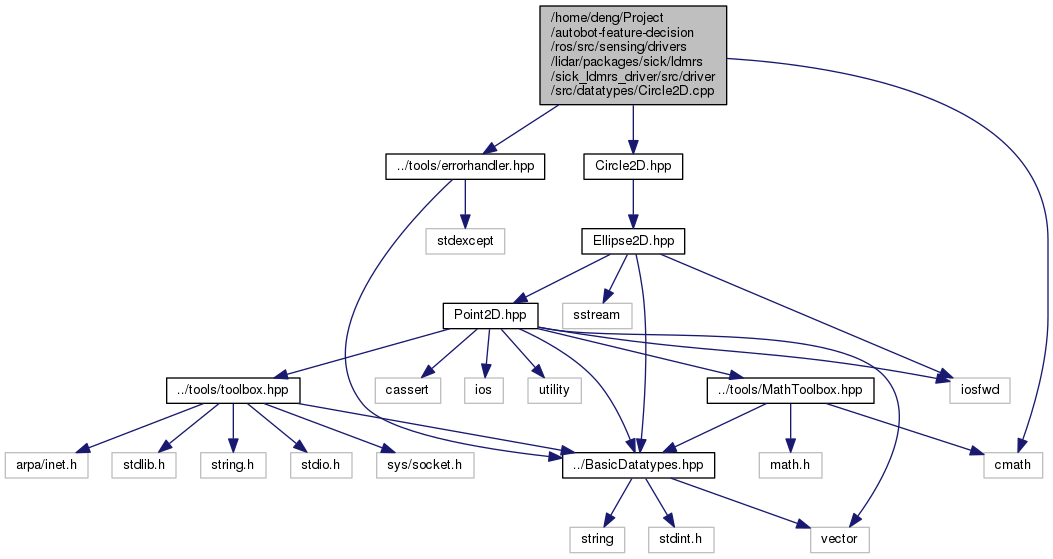 /home/deng/Project
/autobot-feature-decision
/ros/src/sensing/drivers
/lidar/packages/sick/ldmrs
/sick_ldmrs_driver/src/driver
/src/datatypes/Circle2D.cpp
../tools/errorhandler.hpp
Circle2D.hpp
stdexcept
Ellipse2D.hpp
Point2D.hpp
sstream
../tools/toolbox.hpp
cassert
ios
utility
../tools/MathToolbox.hpp
iosfwd
arpa/inet.h
stdlib.h
string.h
stdio.h
sys/socket.h
../BasicDatatypes.hpp
math.h
cmath
string
stdint.h
vector